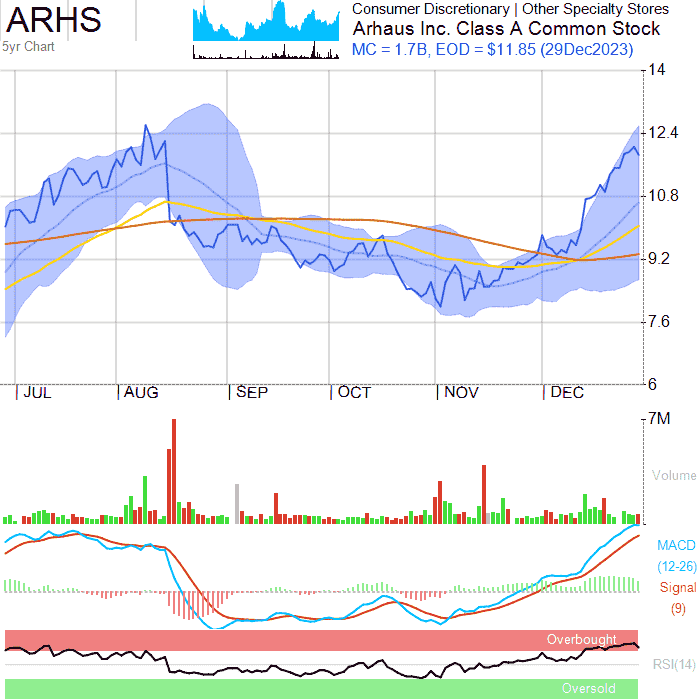 ARHS
5yr Chart
Consumer Discretionary | Other Specialty Stores
Arhaus Inc. Class A Common Stock
MC = 1.7B, EOD = $11.85 (29Dec2023)
14
12.4
10.8
9.2
7.6
6
JUL AUG SEP OCT NOV DEC
7M
Volume
MACD
(12-26)
Signal
(9)
Overbought
RSI(14)
Oversold